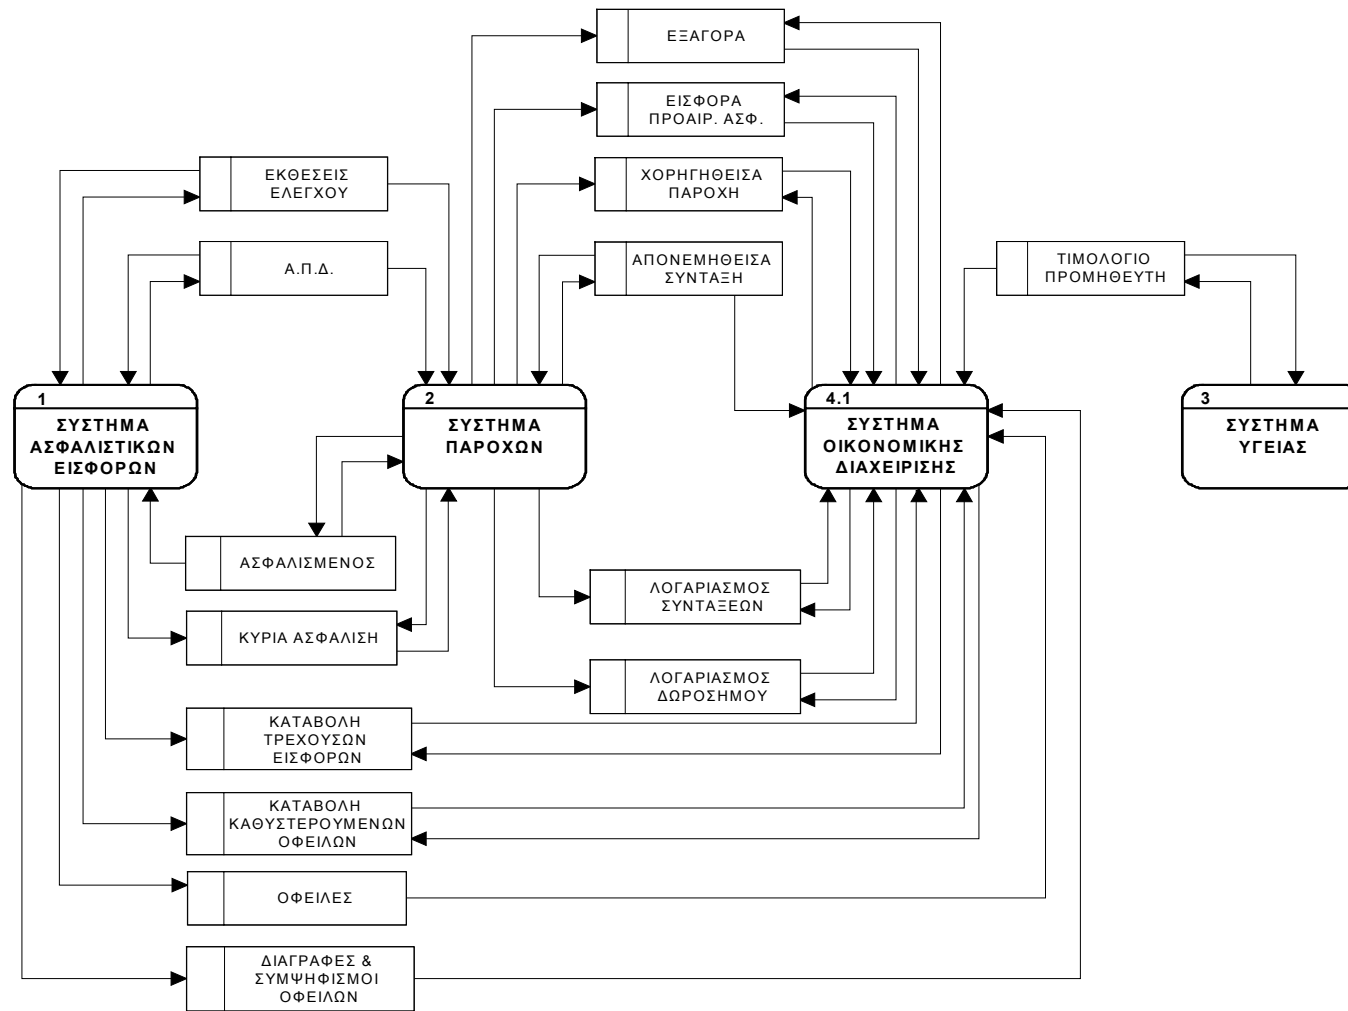 ΕΞΑΓΟΡΑ
ΕΙΣΦΟΡΑ
ΠΡΟΑΙΡ. ΑΣΦ.
ΕΚΘΕΣΕΙΣ
ΕΛΕΓΧΟΥ
ΧΟΡΗΓΗΘΕΙΣΑ
ΠΑΡΟΧΗ
Α.Π.Δ.
ΑΠΟΝΕΜΗΘΕΙΣΑ
ΣΥΝΤΑΞΗ
ΤΙΜΟΛΟΓΙΟ
ΠΡΟΜΗΘΕΥΤΗ
1
ΣΥΣΤΗΜΑ
ΑΣΦΑΛΙΣΤΙΚΩΝ
ΕΙΣΦΟΡΩΝ
2
ΣΥΣΤΗΜΑ
ΠΑΡΟΧΩΝ
4.1
ΣΥΣΤΗΜΑ
ΟΙΚΟΝΟΜΙΚΗΣ
ΔΙΑΧΕΙΡΙΣΗΣ
3
ΣΥΣΤΗΜΑ
ΥΓΕΙΑΣ
ΑΣΦΑΛΙΣΜΕΝΟΣ
ΛΟΓΑΡΙΑΣΜΟΣ
ΣΥΝΤΑΞΕΩΝ
ΚΥΡΙΑ ΑΣΦΑΛΙΣΗ
ΛΟΓΑΡΙΑΣΜΟΣ
ΔΩΡΟΣΗΜΟΥ
ΚΑΤΑΒΟΛΗ
ΤΡΕΧΟΥΣΩΝ
ΕΙΣΦΟΡΩΝ
ΚΑΤΑΒΟΛΗ
ΚΑΘΥΣΤΕΡΟΥΜΕΝΩΝ
ΟΦΕΙΛΩΝ
ΟΦΕΙΛΕΣ
ΔΙΑΓΡΑΦΕΣ &
ΣΥΜΨΗΦΙΣΜΟΙ
ΟΦΕΙΛΩΝ